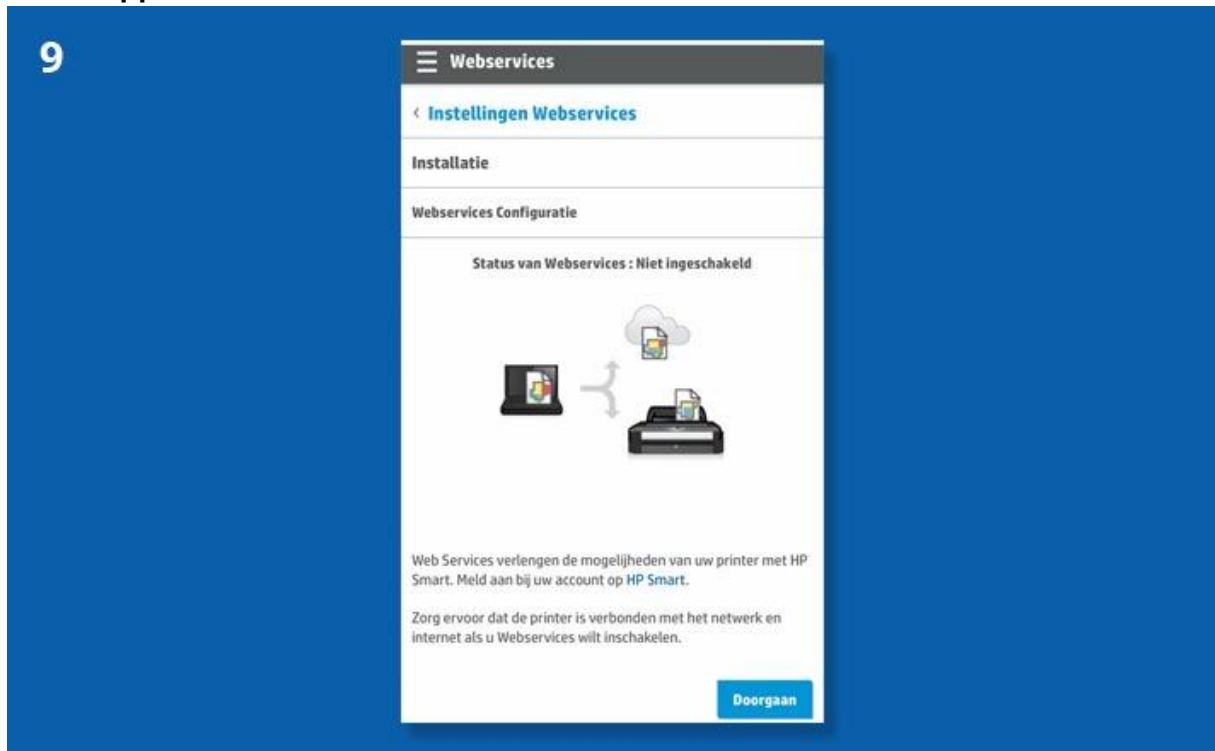 9
Webservices
< Instellingen Webservices
Installatie
Webservices Configuratie
Status van Webservices : Niet ingeschakeld
Web Services verlengen de mogelijheden van uw printer met HP
Smart. Meld aan bij uw account op HP Smart.
Zorg ervoor dat de printer is verbonden met het netwerk en
internet als u Webservices wilt inschakelen.
Doorgaan